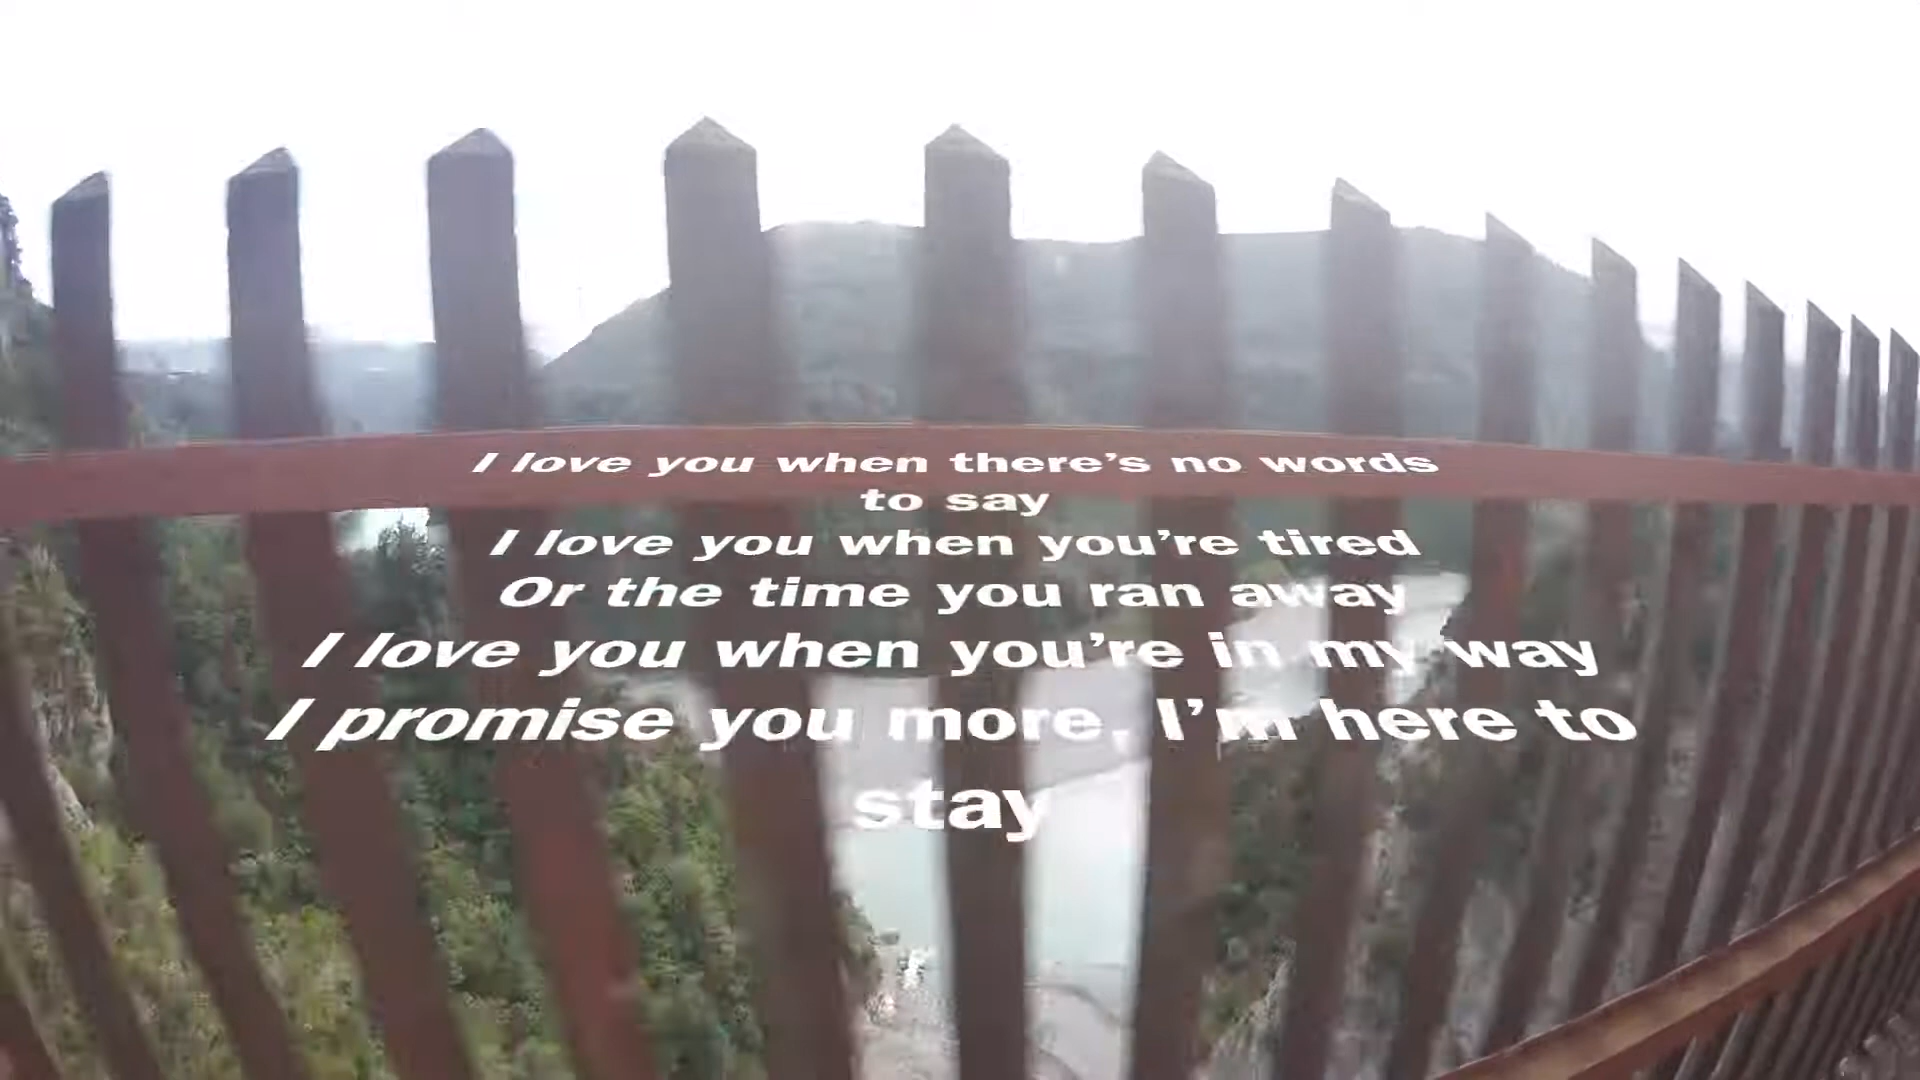 I love you when there's no words
to say
I love you when you're tired
Or the time you ran away
I love you when you're in my way
I promise you more, I'm here to
stay